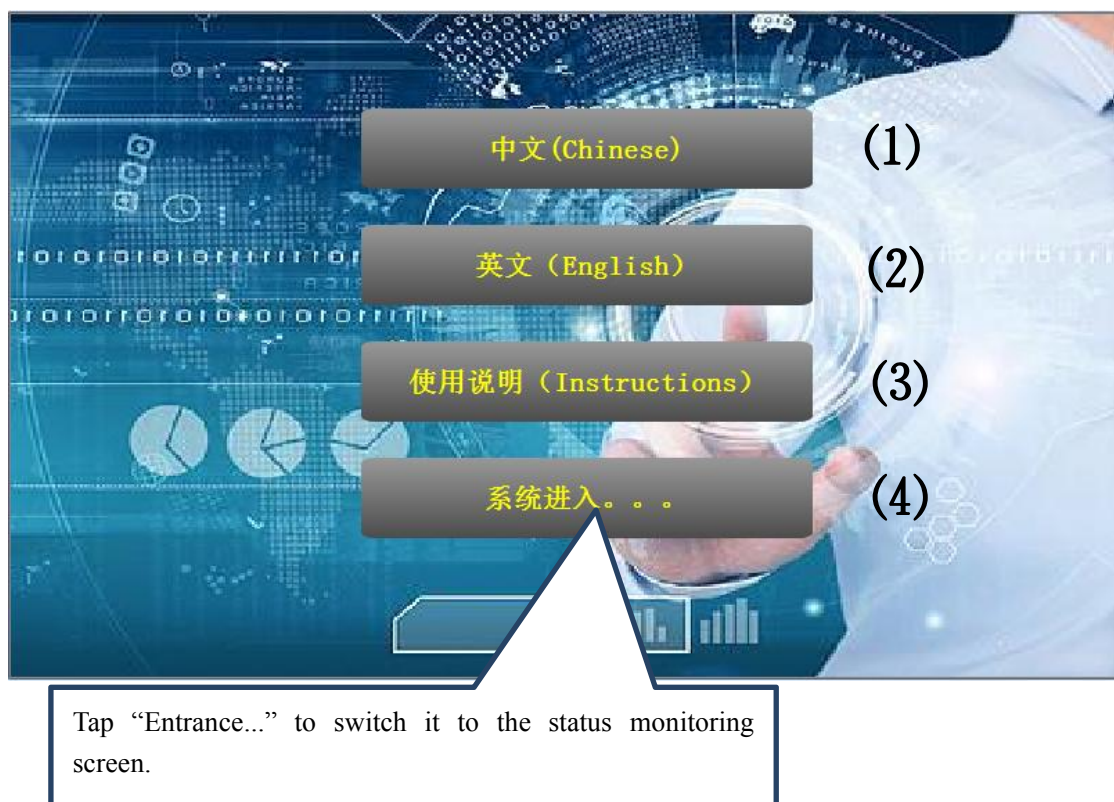 中文(Chinese)
(1)
英文（English）
(2)
使用说明（Instructions）
(3)
系统进入。。。
(4)
Tap “Entrance...” to switch it to the status monitoring
screen.